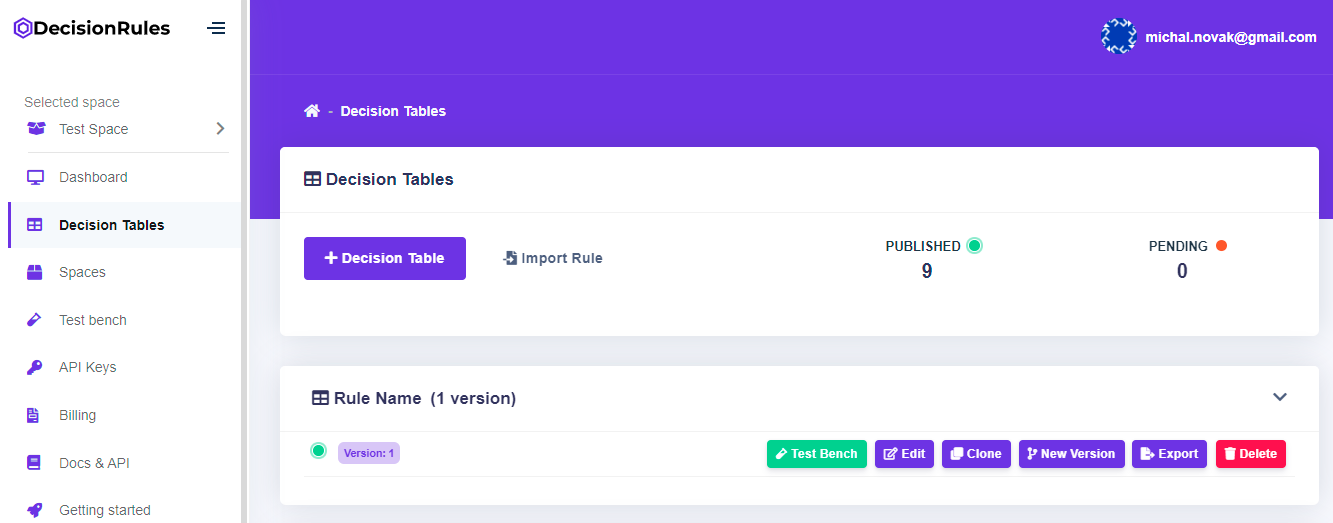 DecisionRules
michal.novak@gmail.com
Selected space
Test Space
Dashboard
Decision Tables
Spaces
Test bench
API Keys
Billing
Docs & API
Getting started
- Decision Tables
Decision Tables
Decision Table
Import Rule
PUBLISHED
9
PENDING
0
Rule Name (1 version)
Version: 1
Test Bench
Edit
Clone
New Version
Export
Delete